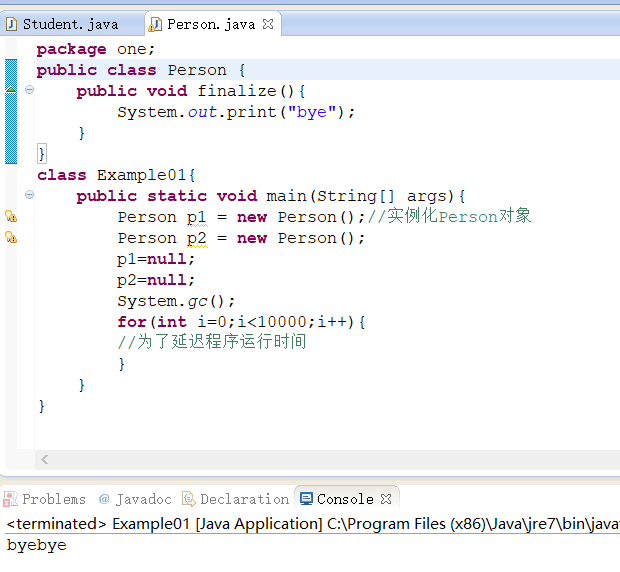 Student.java Person.java
package one;
public class Person {
public void finalize(){
System.out.print("bye");
}
}
class Example01{
public static void main(String[] args){
Person p1 = new Person();//实例化Person对象
Person p2 = new Person();
p1=null;
p2=null;
System.gc();
for(int i=0;i<10000;i++){
//为了延迟程序运行时间
}
}
}
Problems @ Javadoc Declaration Console
<terminated> Example01 [Java Application] C:\Program Files (x86)\Java\jre7\bin\java
byebye